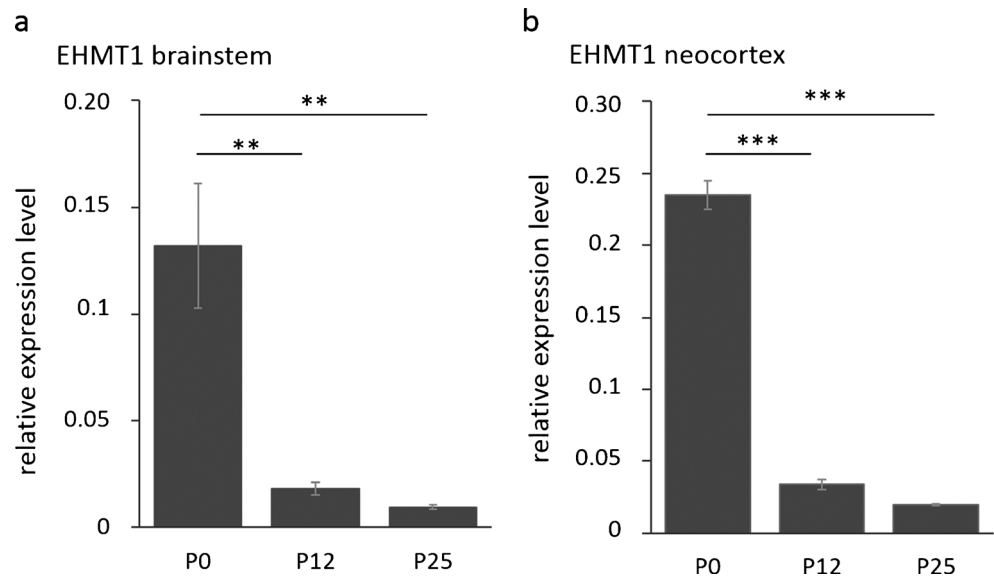 a
EHMT1 brainstem
relative expression level
0.20
0.15
0.1
0.05
0
**
**
P0 P12 P25
b
EHMT1 neocortex
relative expression level
0.30
0.25
0.2
0.15
0.1
0.05
0
***
***
P0 P12 P25